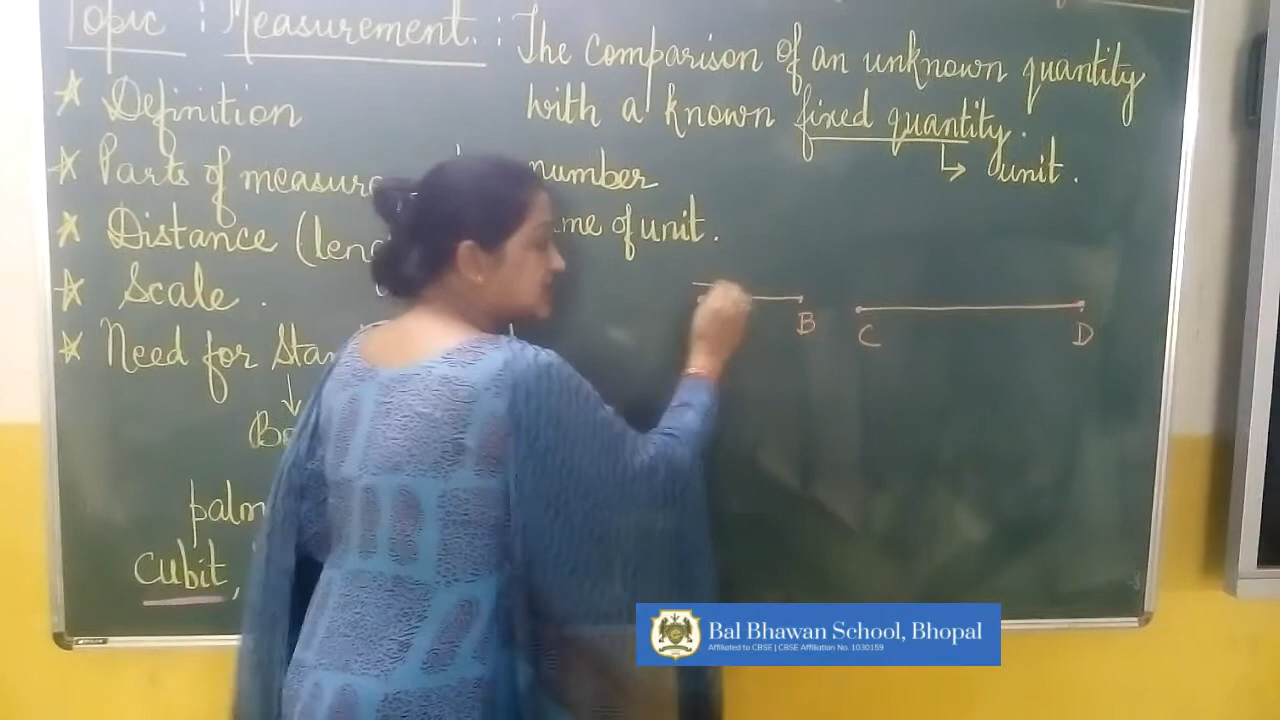 Topic : Measurement. : The comparison of an unknown quantity
with a known fixed quantity.
↳ unit.
* Definition
* Parts of measure
number
* Distance (leng
me of unit.
* Scale.
* Need for Stan
↓
palm
cubit,
B
C
D
Bal Bhawan School, Bhopal
Affiliated to CBSE | CBSE Affiliation No. 1030159